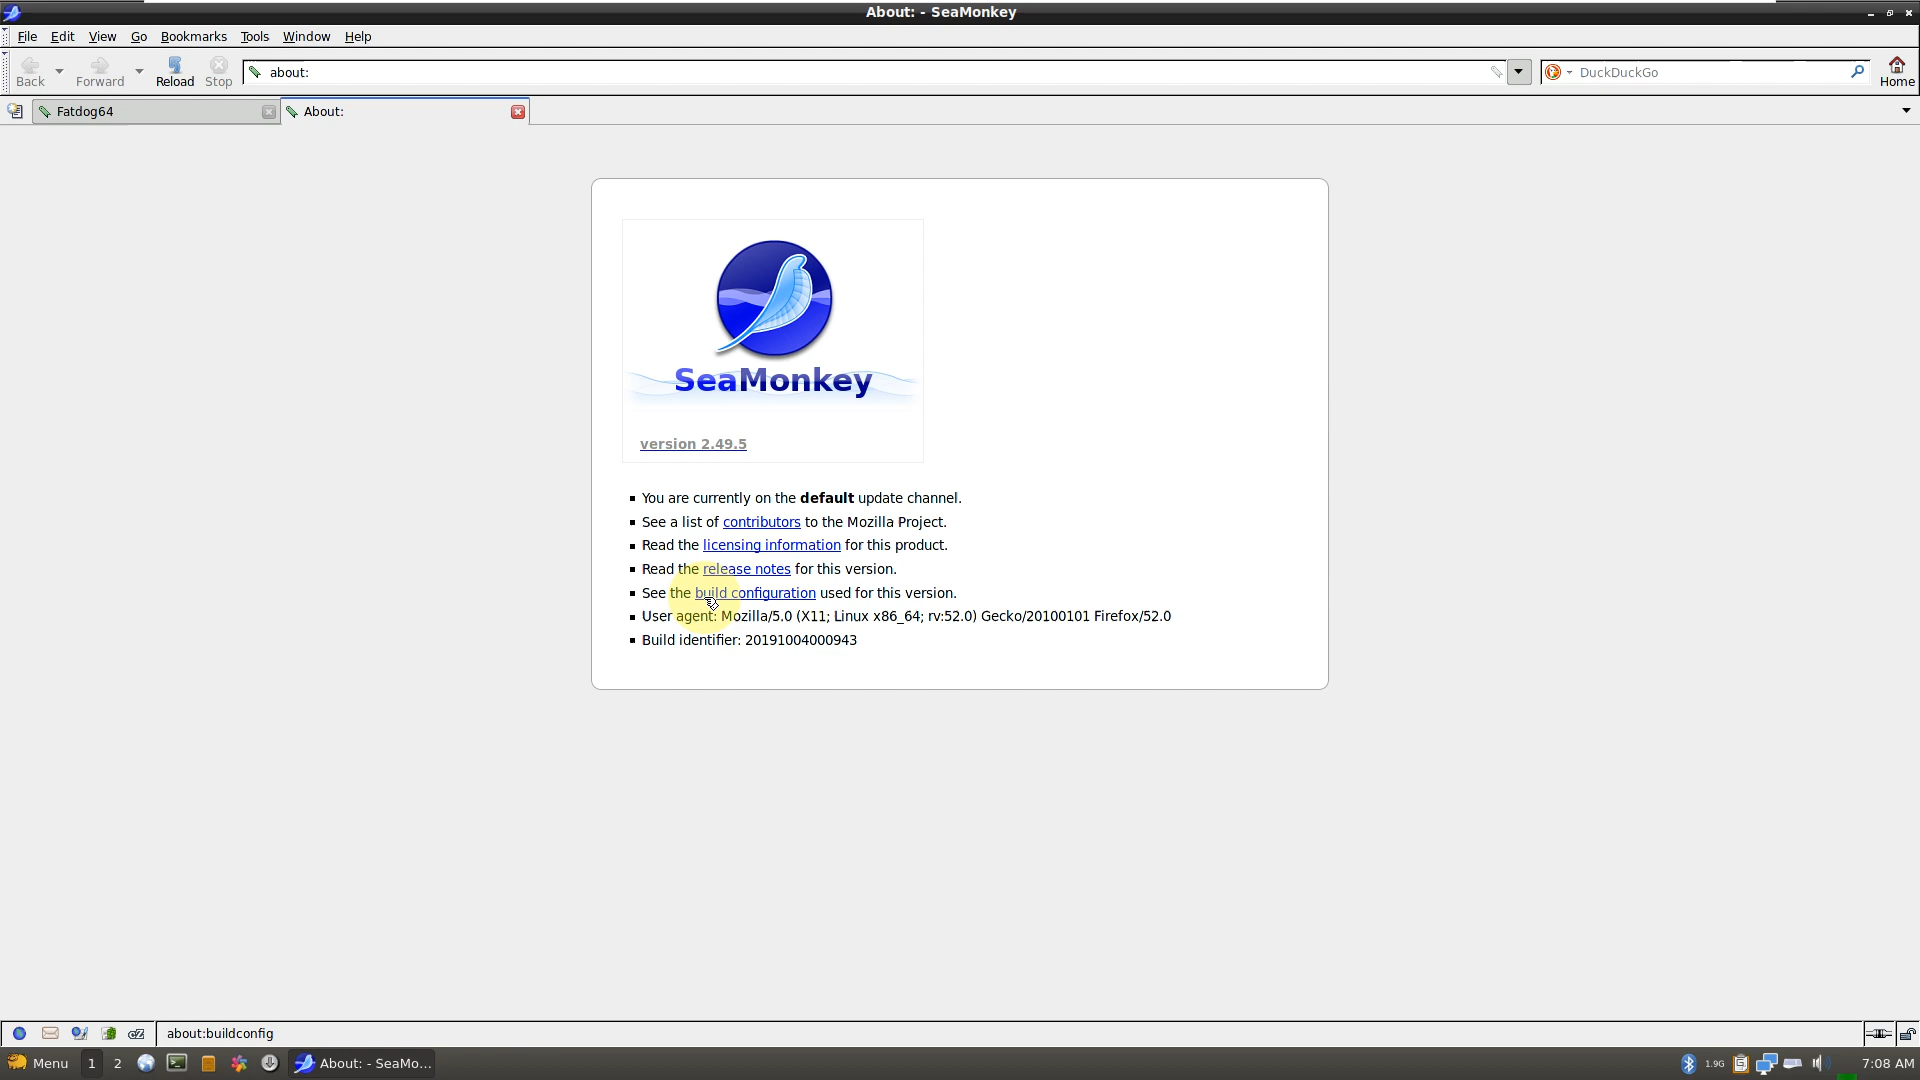 About: - SeaMonkey
File Edit View Go Bookmarks Tools Window Help
Back Forward Reload Stop about: DuckDuckGo Home
Fatdog64 About:
SeaMonkey
version 2.49.5
You are currently on the default update channel.
See a list of contributors to the Mozilla Project.
Read the licensing information for this product.
Read the release notes for this version.
See the build configuration used for this version.
User agent: Mozilla/5.0 (X11; Linux x86_64; rv:52.0) Gecko/20100101 Firefox/52.0
Build identifier: 20191004000943
about:buildconfig
Menu 1 2 About: - SeaMo... 1.9G 7:08 AM